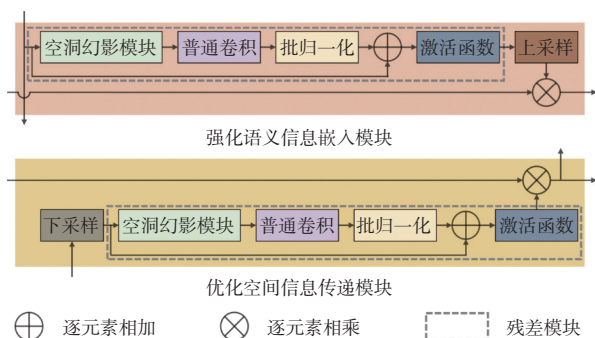 空洞幻影模块 普通卷积 批归一化 激活函数 上采样
强化语义信息嵌入模块
下采样 空洞幻影模块 普通卷积 批归一化 激活函数
优化空间信息传递模块
逐元素相加 逐元素相乘 残差模块